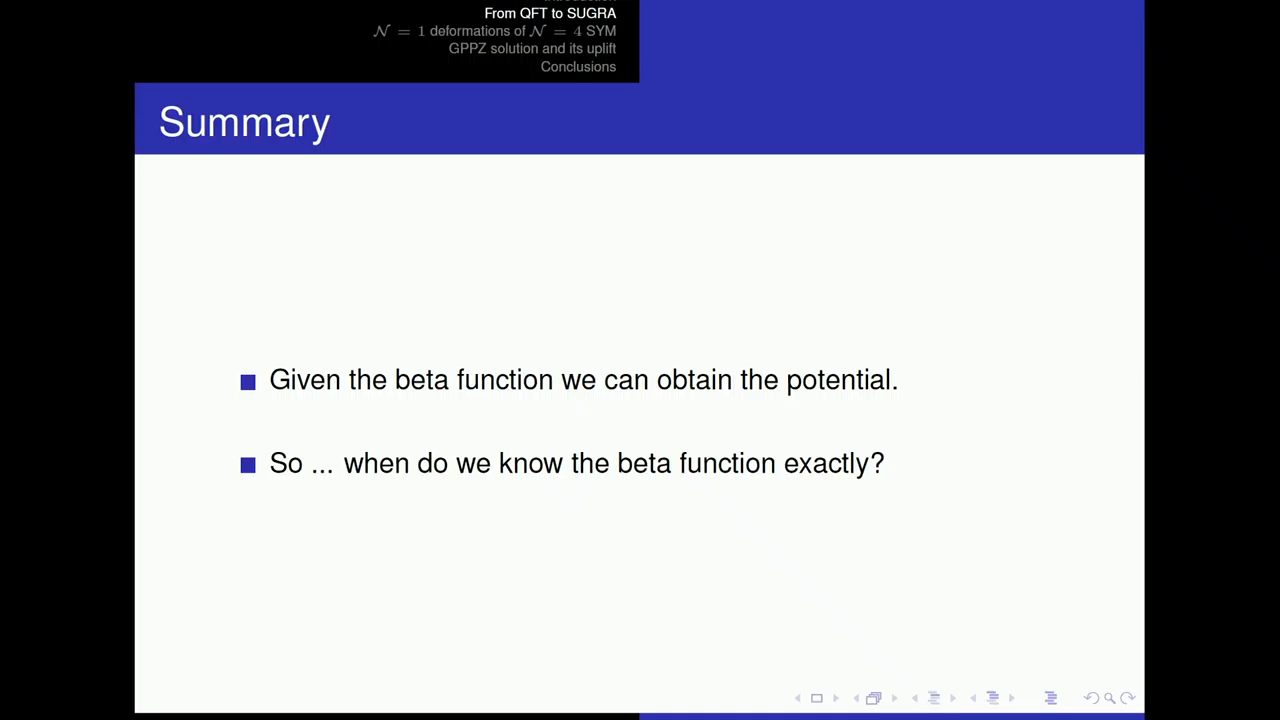 Introduction
From QFT to SUGRA
𝒩 = 1 deformations of 𝒩 = 4 SYM
GPPZ solution and its uplift
Conclusions
Summary
Given the beta function we can obtain the potential.
So ... when do we know the beta function exactly?